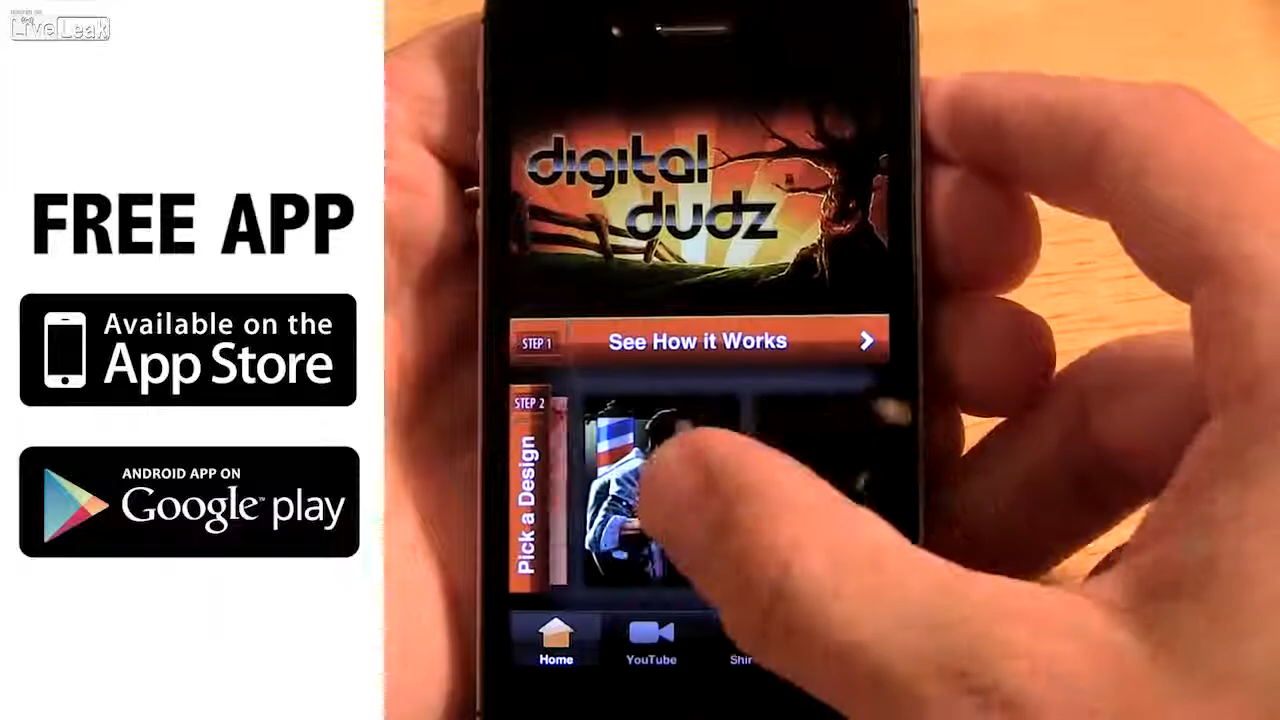 LiveLeak
FREE APP
Available on the
App Store
ANDROID APP ON
Google play
digital
dudz
STEP 1
See How it Works
STEP 2
Pick a Design
Home
YouTube
Shir